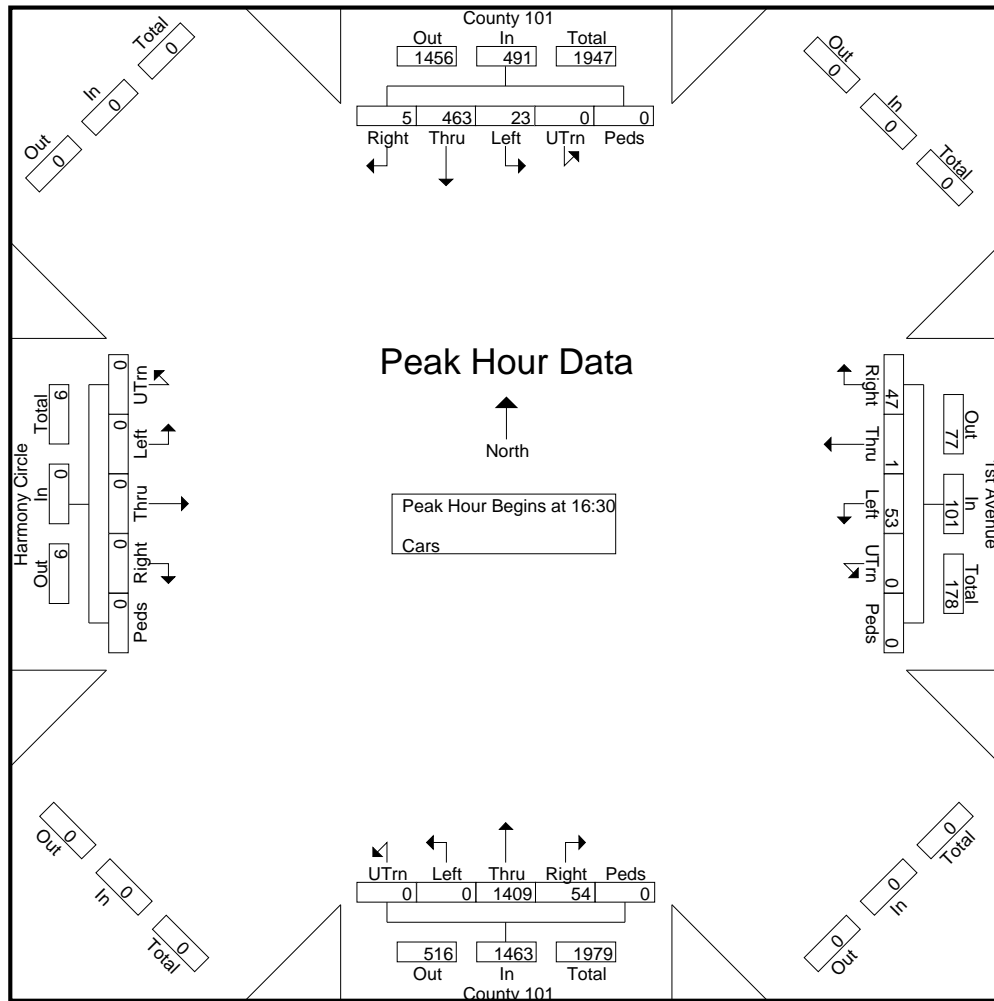 County 101
Out In Total
1456 491 1947
5 463 23 0 0
Right Thru Left UTrn Peds
Total
0
In
0
Out
0
Out
0
In
0
Total
0
Peak Hour Data
North
Peak Hour Begins at 16:30
Cars
Harmony Circle
Total In Out
6 0 6
0 0 0 0 0
UTrn Left Thru Right Peds
1st Avenue
Out In Total
77 101 178
47 1 53 0 0
Right Thru Left UTrn Peds
0
Out
0
In
0
Total
0
Total
0
In
0
Out
UTrn Left Thru Right Peds
0 0 1409 54 0
516 1463 1979
Out In Total
County 101